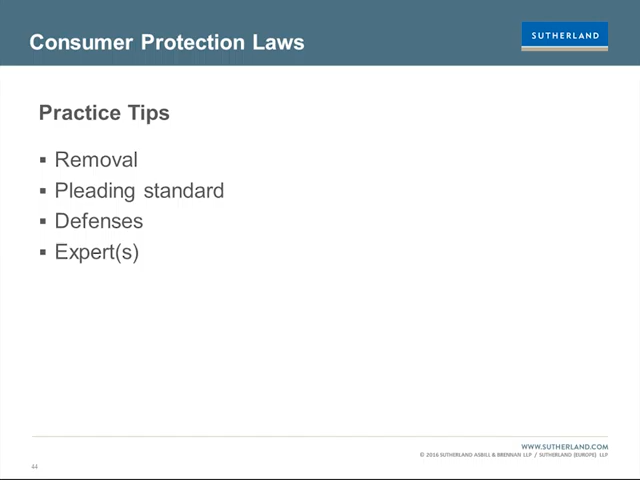 Consumer Protection Laws
SUTHERLAND
Practice Tips
▪ Removal
▪ Pleading standard
▪ Defenses
▪ Expert(s)
WWW.SUTHERLAND.COM
© 2016 SUTHERLAND ASBILL & BRENNAN LLP / SUTHERLAND (EUROPE) LLP
44